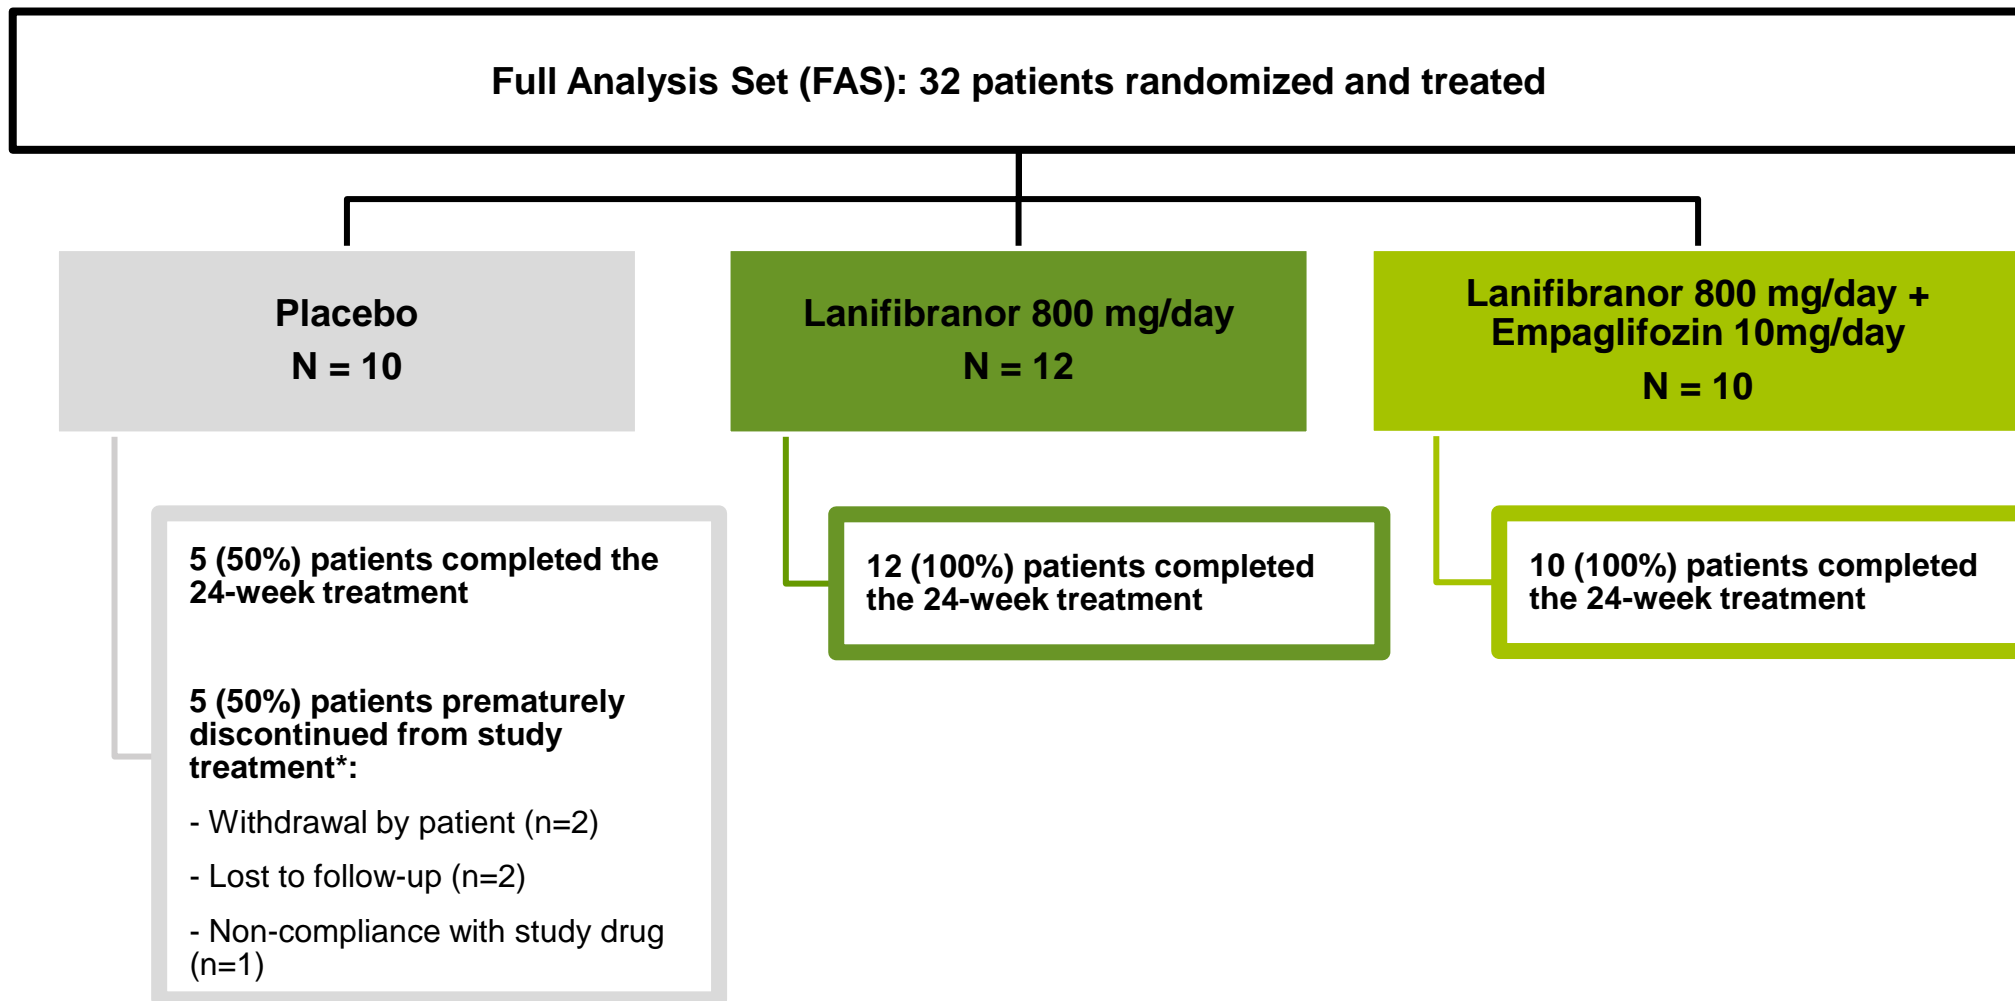 Full Analysis Set (FAS): 32 patients randomized and treated
Placebo
N = 10
Lanifibranor 800 mg/day
N = 12
Lanifibranor 800 mg/day +
Empaglifozin 10mg/day
N = 10
5 (50%) patients completed the
24-week treatment
5 (50%) patients prematurely
discontinued from study
treatment*:
- Withdrawal by patient (n=2)
- Lost to follow-up (n=2)
- Non-compliance with study drug
(n=1)
12 (100%) patients completed
the 24-week treatment
10 (100%) patients completed
the 24-week treatment